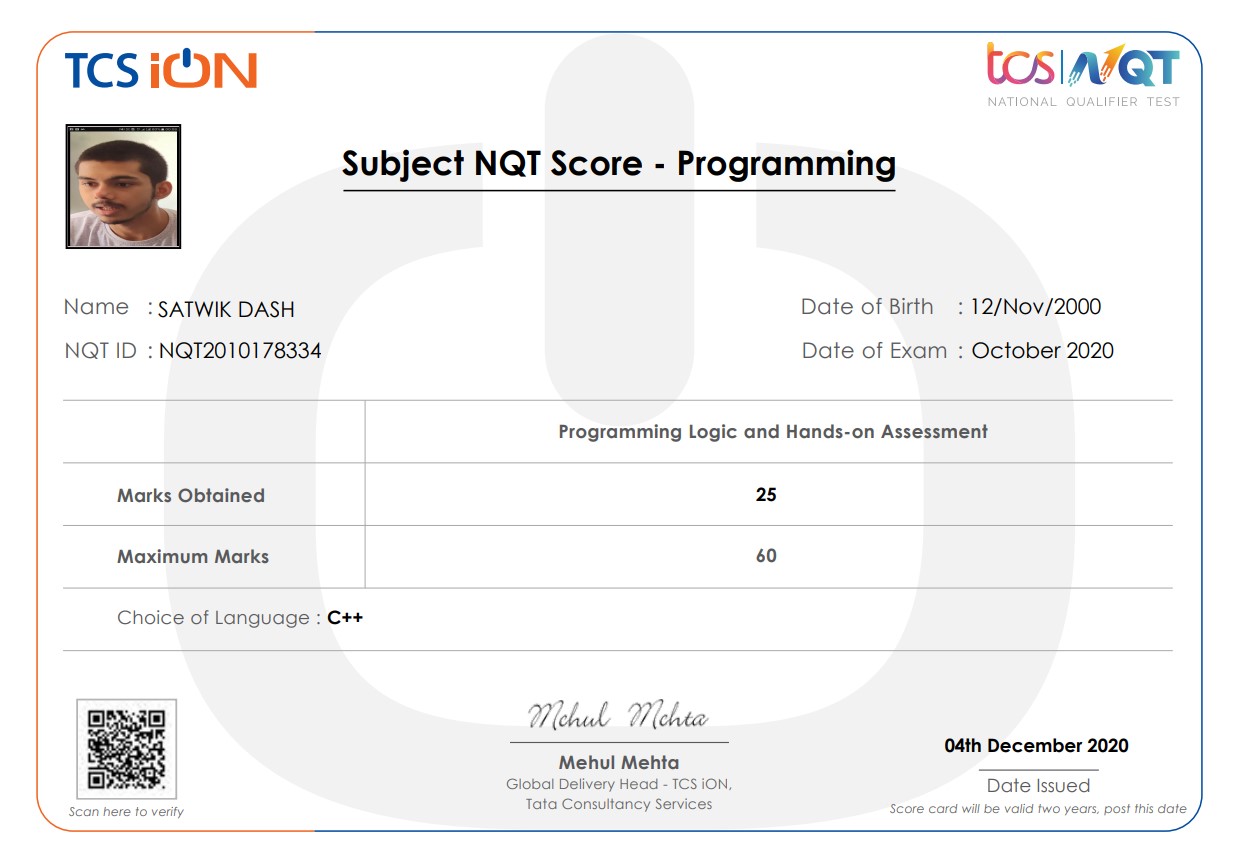 TCS iON
tcs | NQT
NATIONAL QUALIFIER TEST
Subject NQT Score - Programming
Name : SATWIK DASH
Date of Birth : 12/Nov/2000
NQT ID : NQT2010178334
Date of Exam : October 2020
Programming Logic and Hands-on Assessment
Marks Obtained 25
Maximum Marks 60
Choice of Language : C++
Mehul Mehta
Mehul Mehta
Global Delivery Head - TCS iON,
Tata Consultancy Services
04th December 2020
Date Issued
Scan here to verify
Score card will be valid two years, post this date